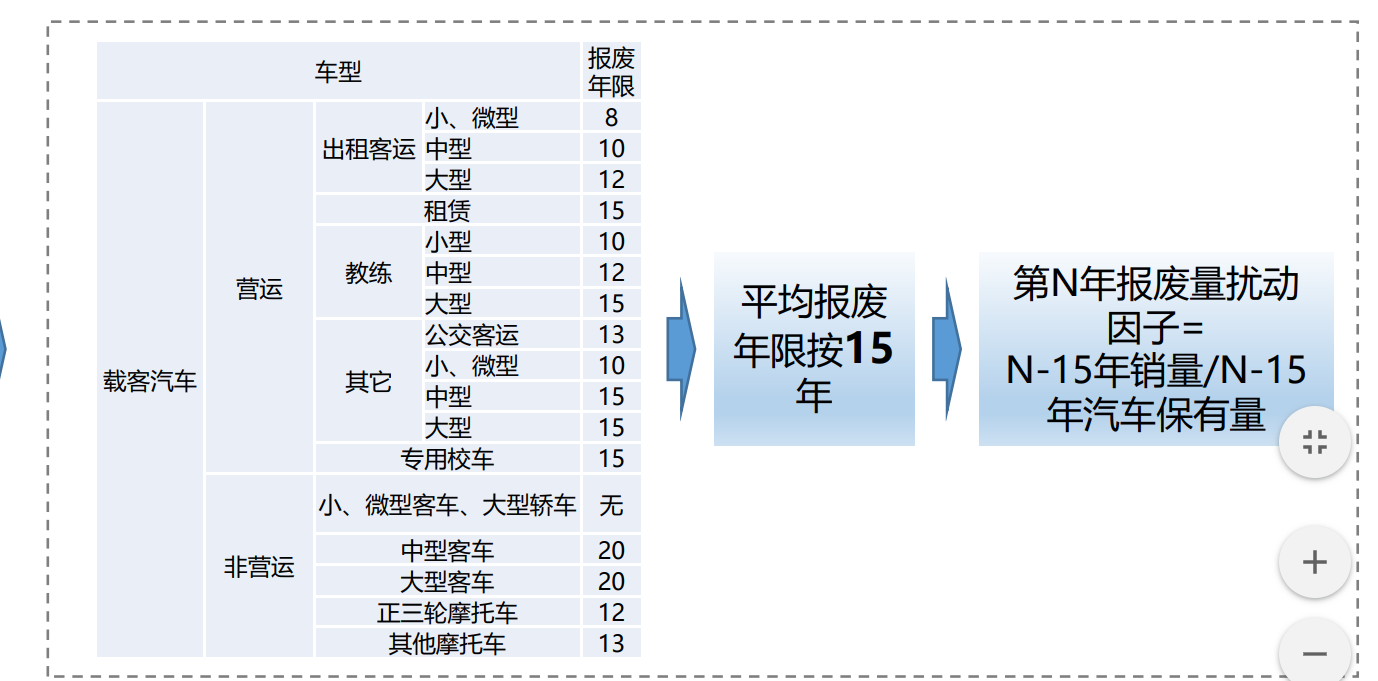 车型
报废
年限
载客汽车
营运
出租客运
小、微型
8
中型
10
大型
12
租赁
15
教练
小型
10
中型
12
大型
15
其它
公交客运
13
小、微型
10
中型
15
大型
15
专用校车
15
非营运
小、微型客车、大型轿车
无
中型客车
20
大型客车
20
正三轮摩托车
12
其他摩托车
13
平均报废
年限按15
年
第N年报废量扰动
因子=
N-15年销量/N-15
年汽车保有量